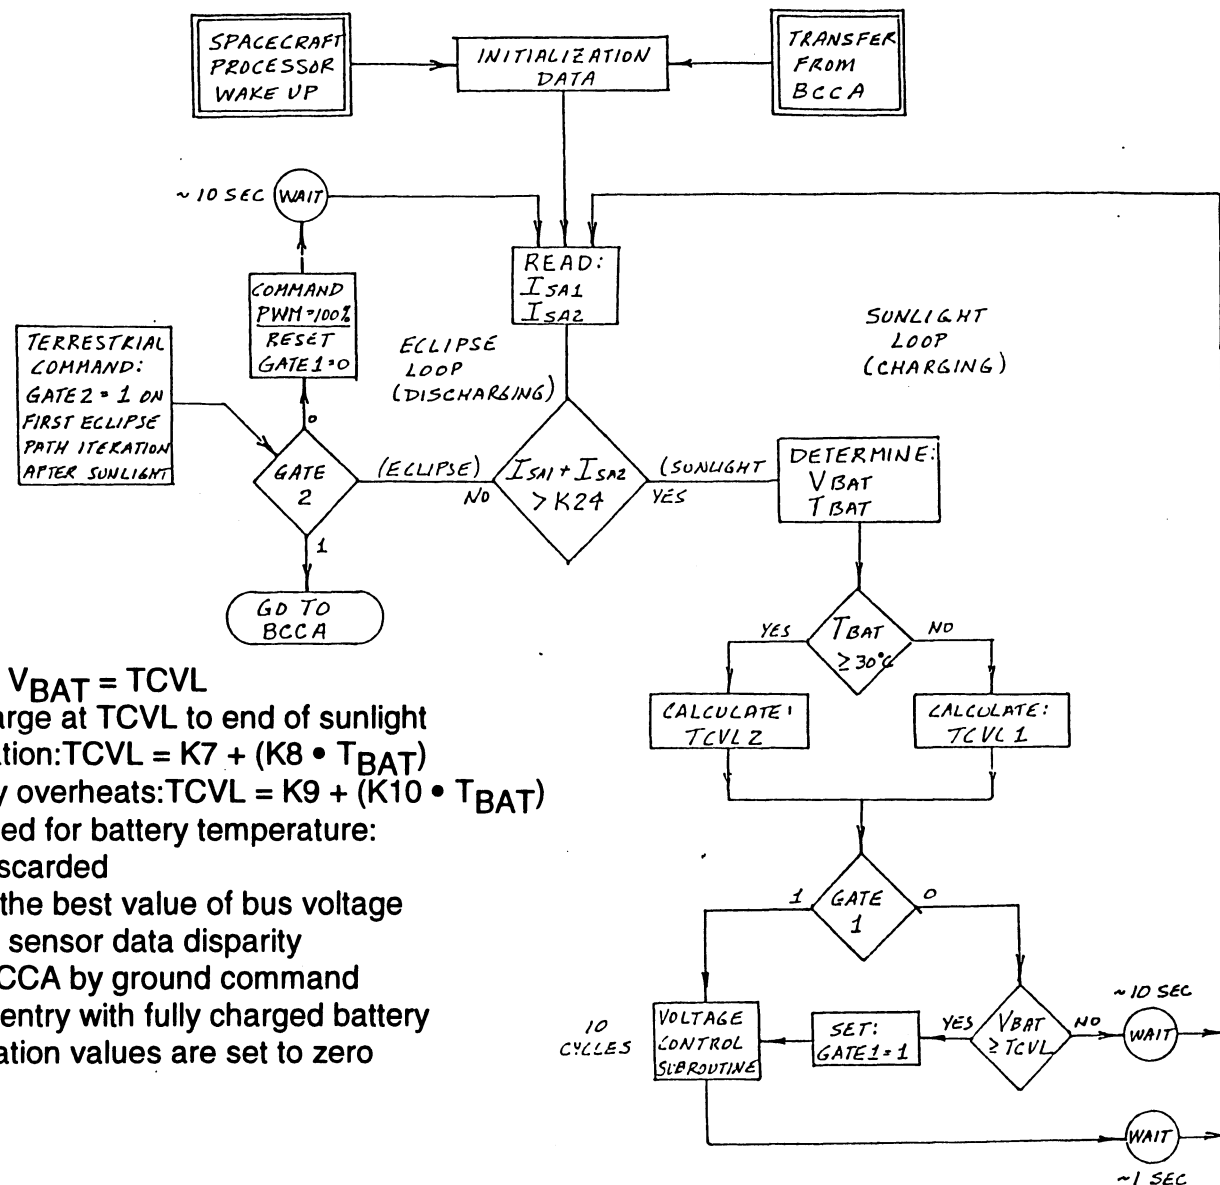 SPACECRAFT
PROCESSOR
WAKE UP
INITIALIZATION
DATA
TRANSFER
FROM
BCCA
~10 SEC
WAIT
READ:
ISA1
ISA2
COMMAND
PWM=100%
RESET
GATE1=0
ECLIPSE
LOOP
(DISCHARGING)
SUNLIGHT
LOOP
(CHARGING)
TERRESTRIAL
COMMAND:
GATE2=1 ON
FIRST ECLIPSE
PATH ITERATION
AFTER SUNLIGHT
0
GATE
2
1
(ECLIPSE)
NO
ISA1 + ISA2
> K24
(SUNLIGHT
YES
DETERMINE:
VBAT
TBAT
GO TO
BCCA
YES
TBAT
≥30°C
NO
CALCULATE:
TCVL2
CALCULATE:
TCVL1
VBAT = TCVL
arge at TCVL to end of sunlight
ation:TCVL = K7 + (K8 • TBAT)
y overheats:TCVL = K9 + (K10 • TBAT)
ed for battery temperature:
scarded
the best value of bus voltage
sensor data disparity
CCA by ground command
entry with fully charged battery
ation values are set to zero
1
GATE
1
0
10
CYCLES
VOLTAGE
CONTROL
SUBROUTINE
SET:
GATE1=1
YES
VBAT
≥TCVL
NO
~10 SEC
WAIT
WAIT
~1 SEC